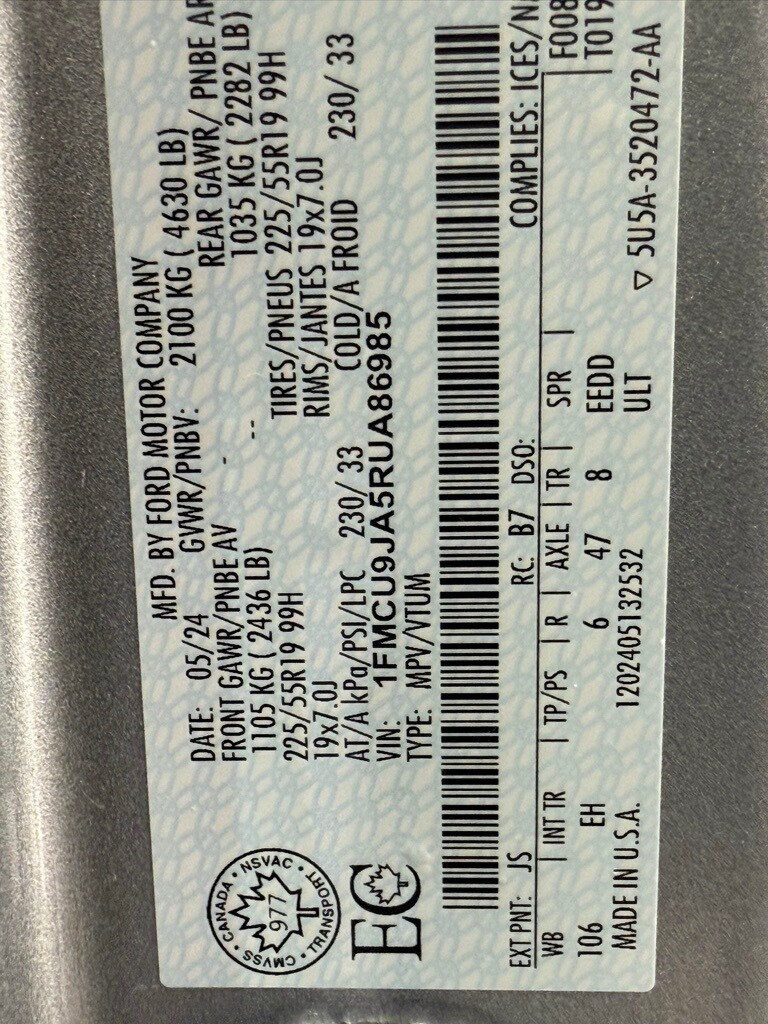 MFD. BY FORD MOTOR COMPANY
DATE: 05/24 GVWR/PNBV: 2100 KG ( 4630 LB)
FRONT GAWR/PNBE AV - REAR GAWR/ PNBE AR
1105 KG (2436 LB) -- 1035 KG ( 2282 LB)
225/55R19 99H TIRES/PNEUS 225/55R19 99H
19x7.0J RIMS/JANTES 19x7.0J
AT/A kPa/PSI/LPC 230/ 33 COLD/A FROID 230/ 33
VIN: 1FMCU9JA5RUA86985
TYPE: MPV/VTUM
CMVSS • CANADA • NSVAC • TRANSPORT •
977
EC
EXT PNT: JS RC: B7 DSO: COMPLIES: ICES/
WB | INT TR | TP/PS | R | AXLE | TR | SPR | F008
106 EH 6 47 8 EEDD T019
MADE IN U.S.A. 1202405132532 ULT ▽ 5U5A-3520472-AA